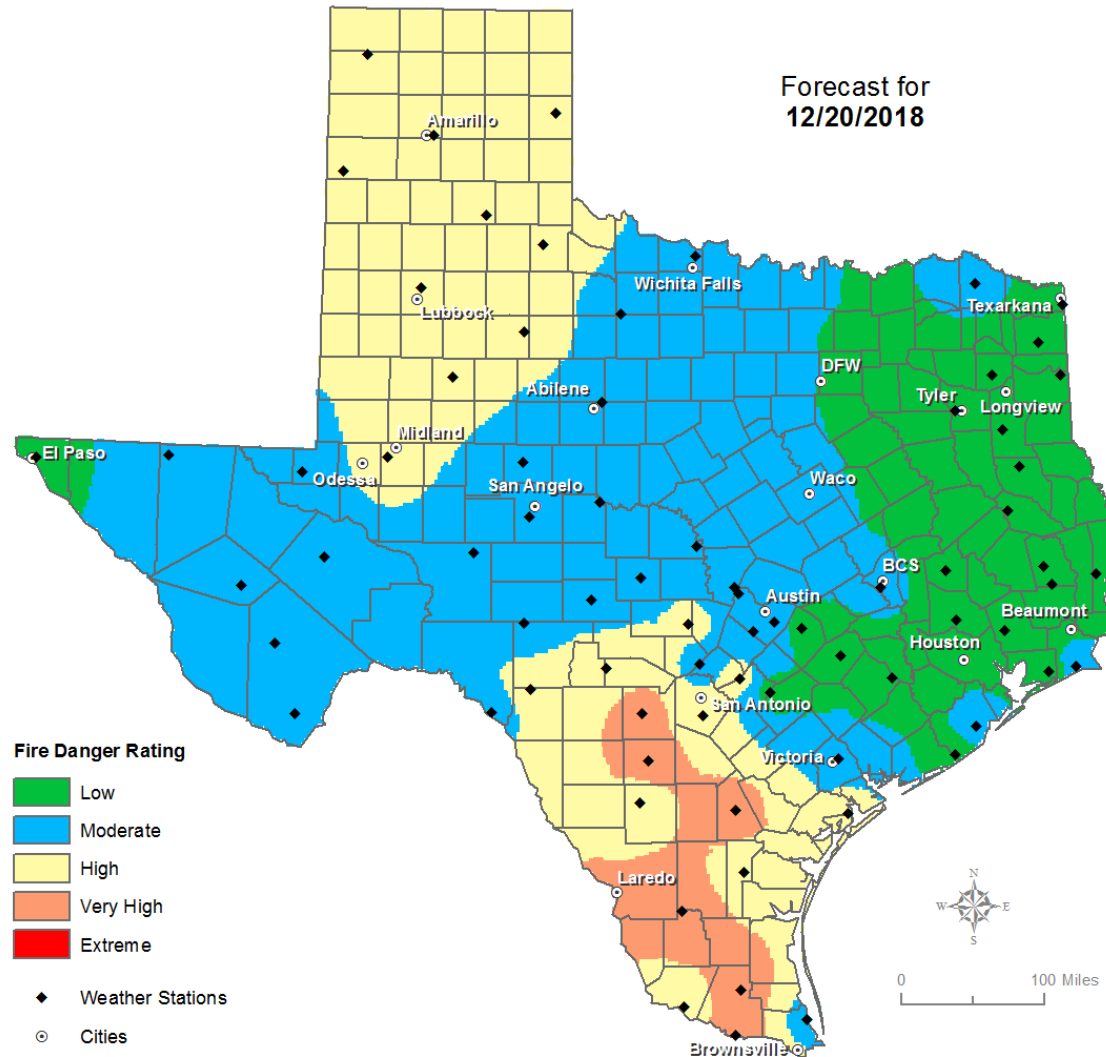 Forecast for
12/20/2018
Amarillo
Wichita Falls
Texarkana
Lubbock
DFW
Abilene
Tyler
Longview
Midland
El Paso
Odessa
San Angelo
Waco
BCS
Austin
Beaumont
Houston
San Antonio
Victoria
Fire Danger Rating
Low
Moderate
High
Very High
Extreme
Weather Stations
Cities
Laredo
Brownsville
N
W
E
S
0
100 Miles